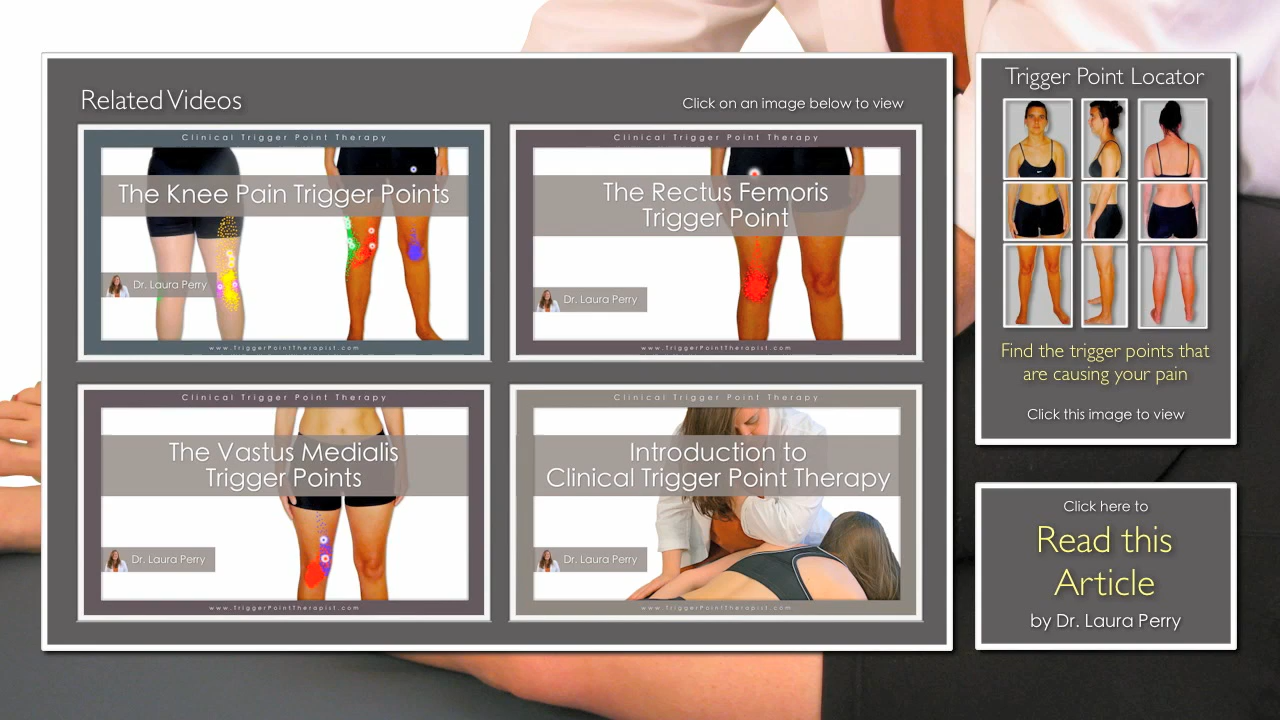 Related Videos
Click on an image below to view
Clinical Trigger Point Therapy
The Knee Pain Trigger Points
Dr. Laura Perry
www.TriggerPointTherapist.com
Clinical Trigger Point Therapy
The Rectus Femoris
Trigger Point
Dr. Laura Perry
www.TriggerPointTherapist.com
Clinical Trigger Point Therapy
The Vastus Medialis
Trigger Points
Dr. Laura Perry
www.TriggerPointTherapist.com
Clinical Trigger Point Therapy
Introduction to
Clinical Trigger Point Therapy
Dr. Laura Perry
www.TriggerPointTherapist.com
Trigger Point Locator
Find the trigger points that
are causing your pain
Click this image to view
Click here to
Read this
Article
by Dr. Laura Perry